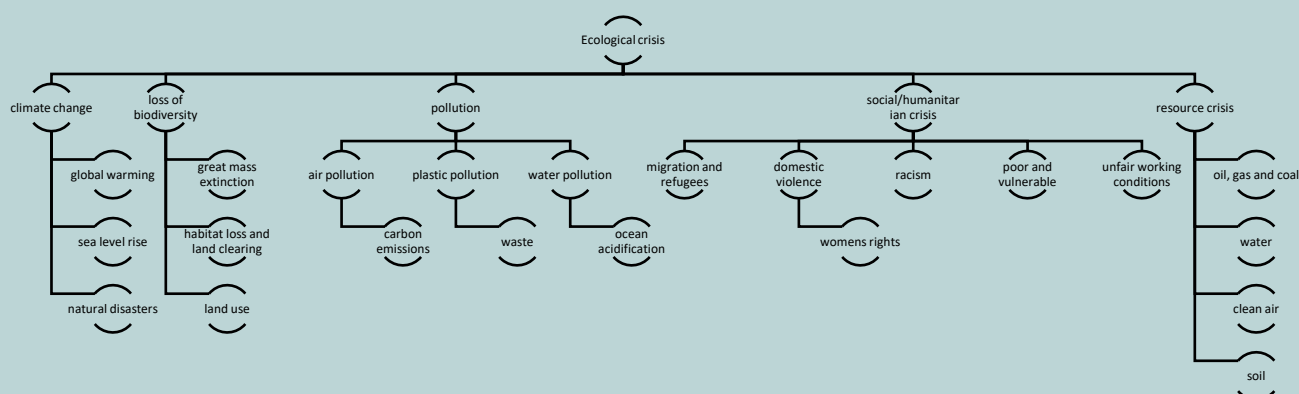 Ecological crisis
climate change
loss of
biodiversity
pollution
social/humanitar
ian crisis
resource crisis
global warming
great mass
extinction
air pollution
plastic pollution
water pollution
migration and
refugees
domestic
violence
racism
poor and
vulnerable
unfair working
conditions
oil, gas and coal
sea level rise
habitat loss and
land clearing
carbon
emissions
waste
ocean
acidification
womens rights
water
natural disasters
land use
clean air
soil